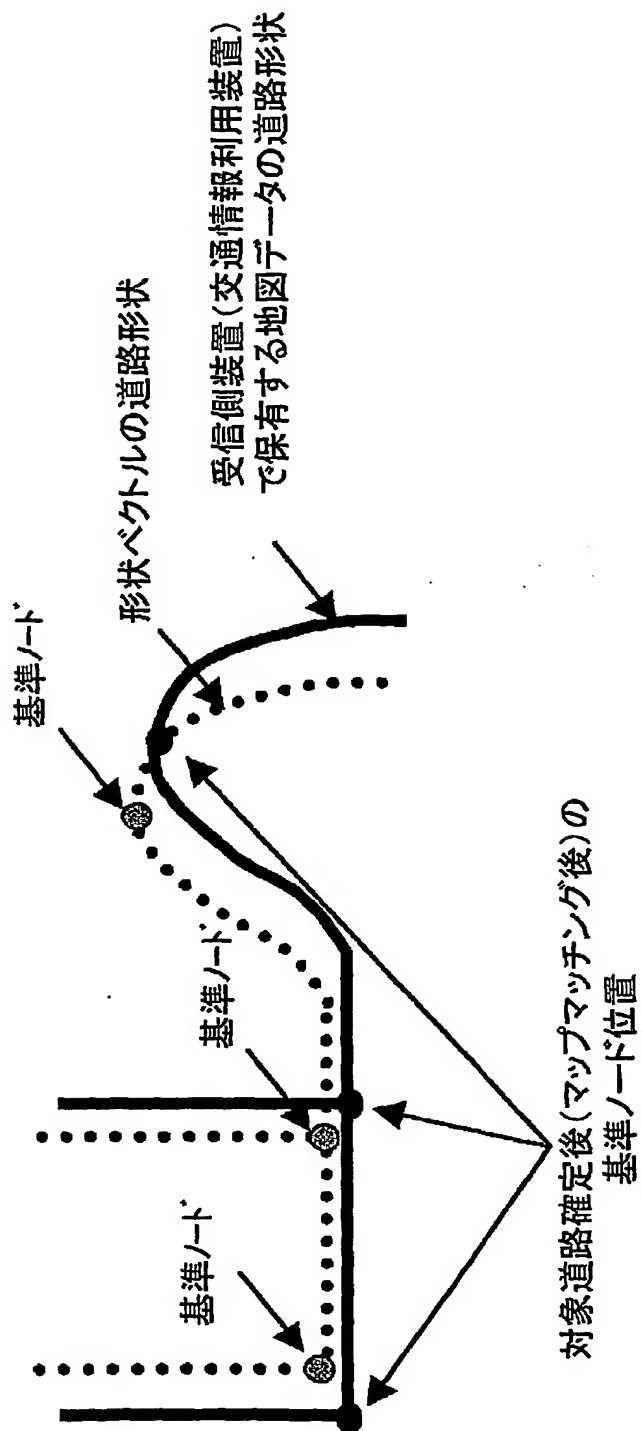 基準ノード
基準ノード
基準ノード
形状ベクトルの道路形状
受信側装置(交通情報利用装置)
で保有する地図データの道路形状
対象道路確定後(マップマッチング後)の
基準ノード位置